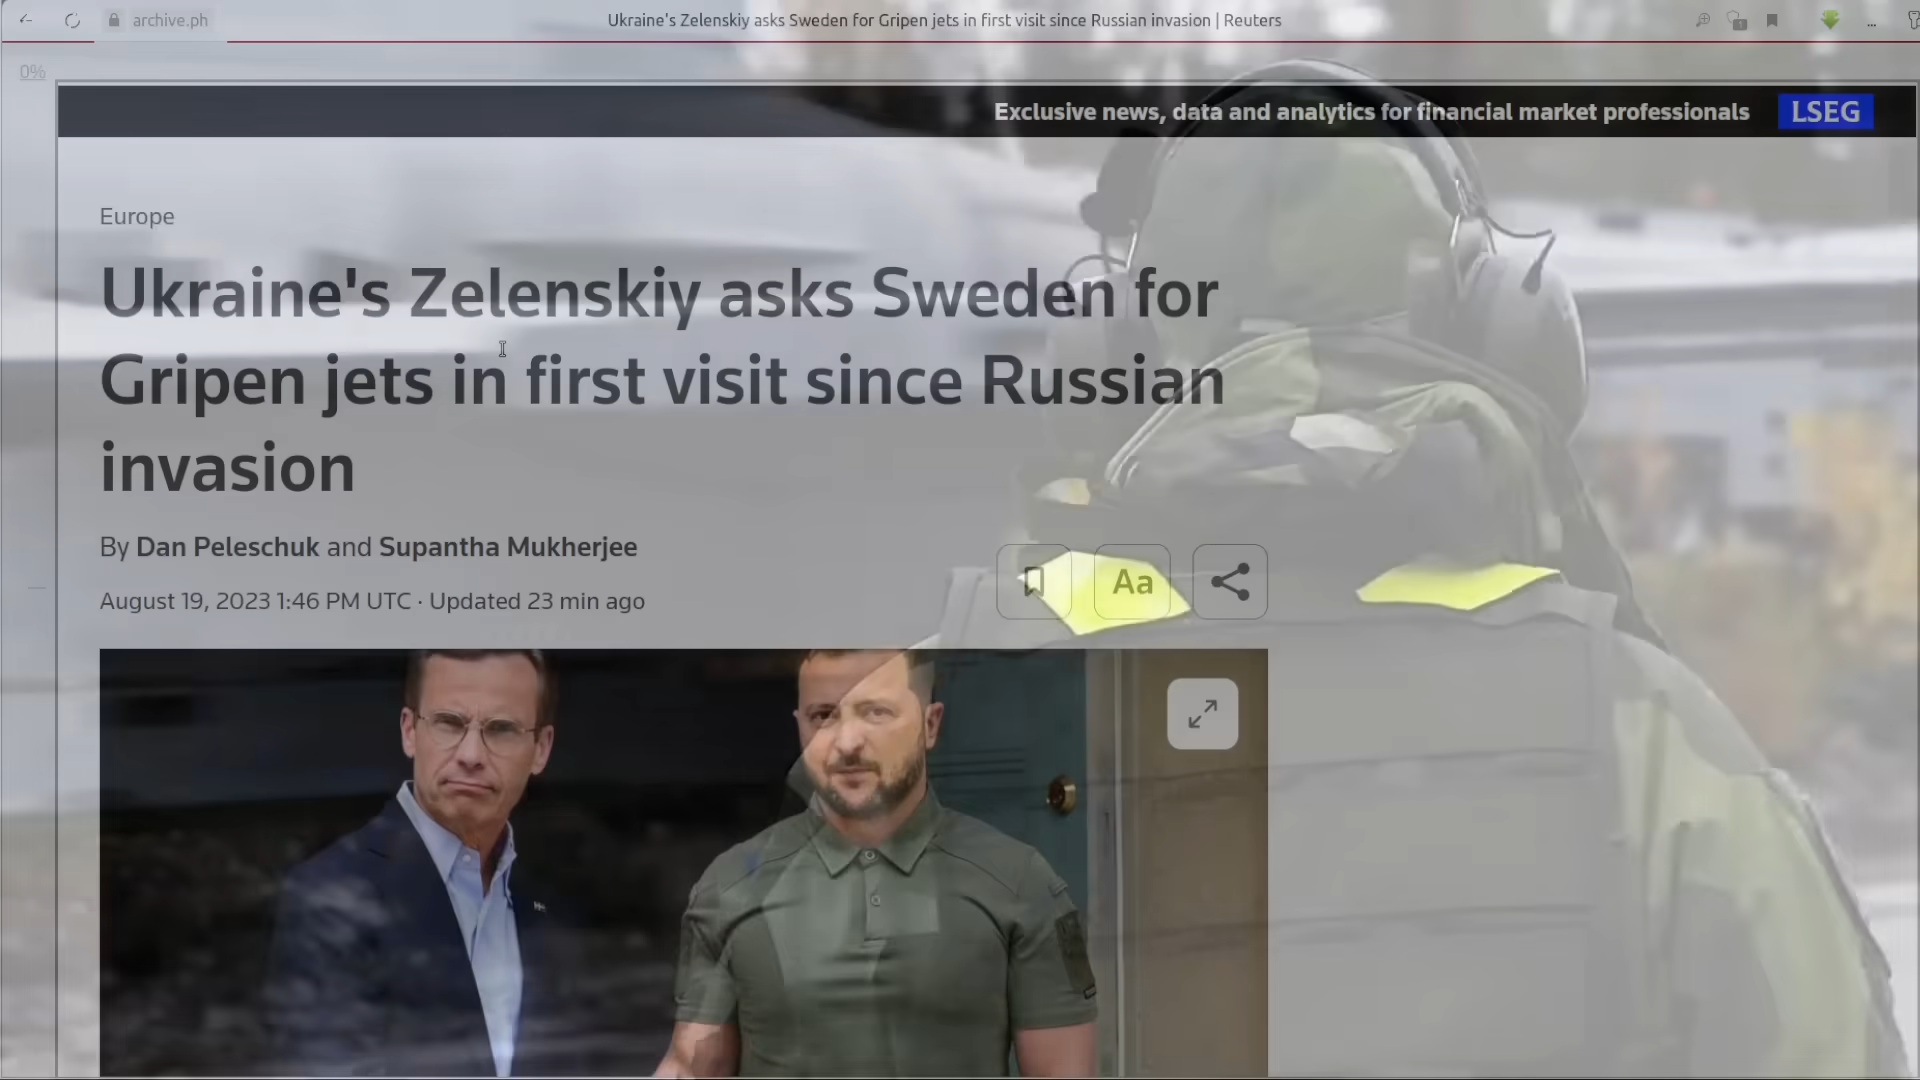 archive.ph
Ukraine's Zelenskiy asks Sweden for Gripen jets in first visit since Russian invasion | Reuters
0%
Exclusive news, data and analytics for financial market professionals LSEG
Europe
Ukraine's Zelenskiy asks Sweden for
Gripen jets in first visit since Russian
invasion
By Dan Peleschuk and Supantha Mukherjee
August 19, 2023 1:46 PM UTC · Updated 23 min ago
Aa